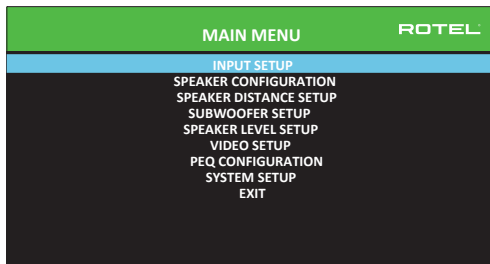 MAIN MENU
ROTEL
INPUT SETUP
SPEAKER CONFIGURATION
SPEAKER DISTANCE SETUP
SUBWOOFER SETUP
SPEAKER LEVEL SETUP
VIDEO SETUP
PEQ CONFIGURATION
SYSTEM SETUP
EXIT